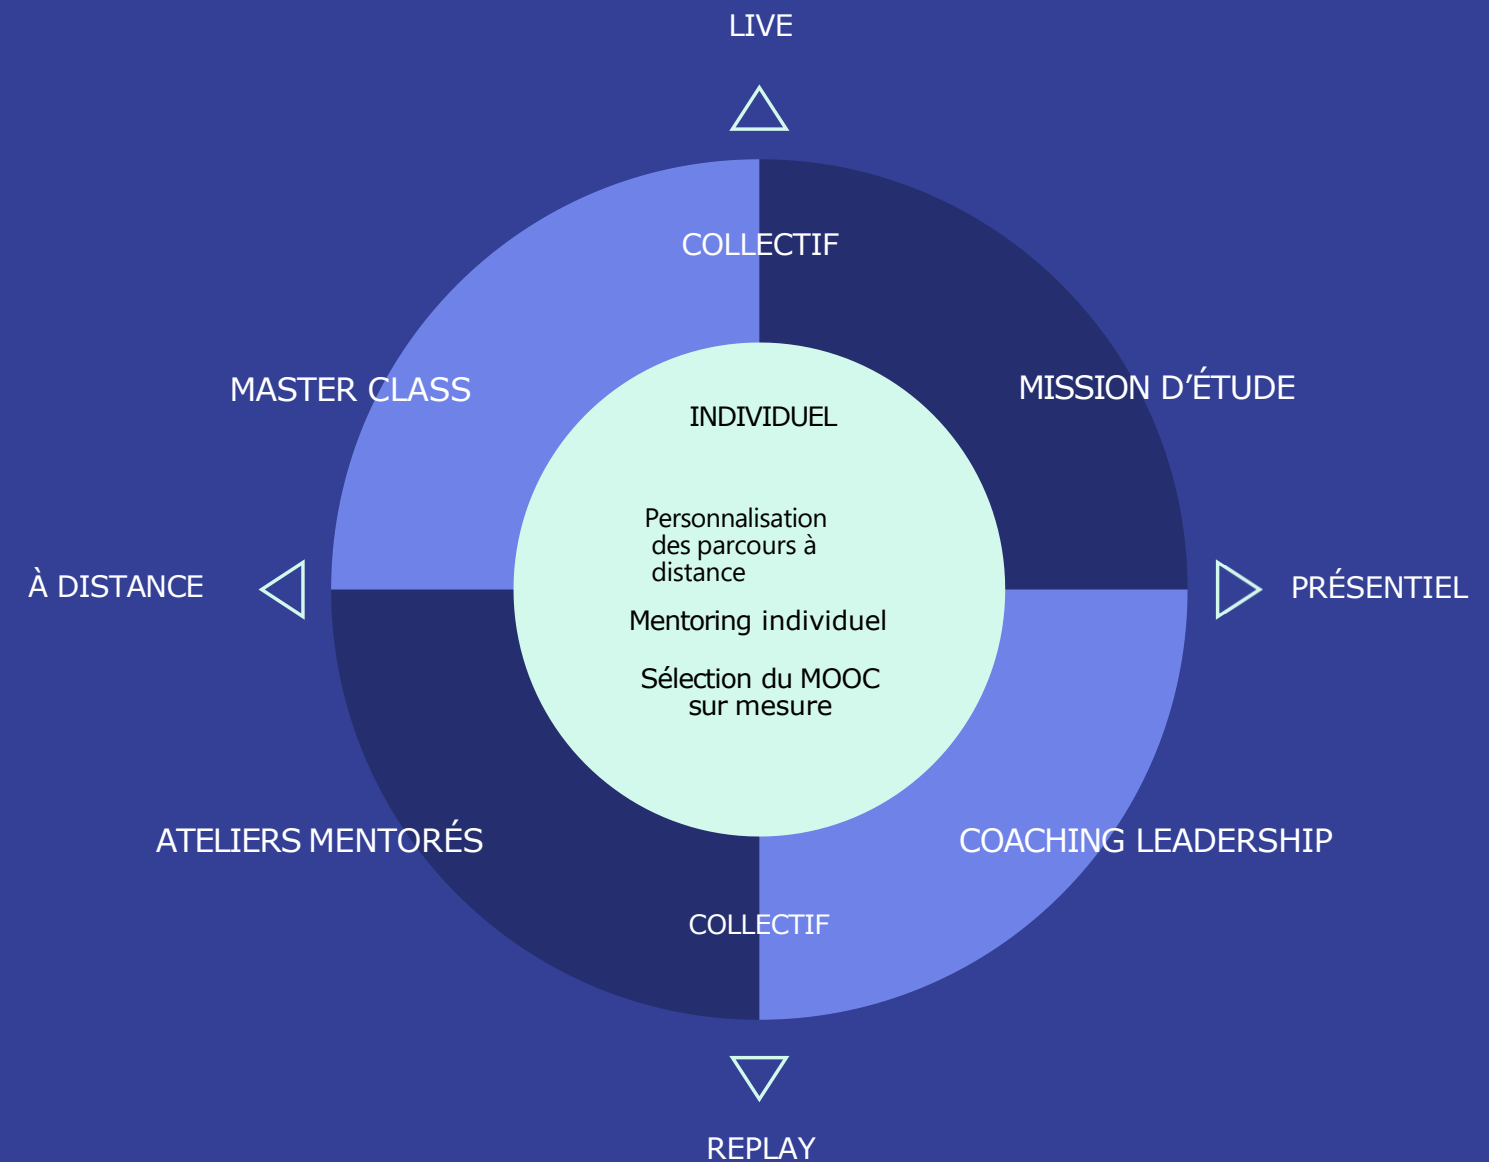 LIVE
COLLECTIF
MASTER CLASS
MISSION D’ÉTUDE
INDIVIDUEL
Personnalisation
des parcours à
distance
À DISTANCE
PRÉSENTIEL
Mentoring individuel
Sélection du MOOC
sur mesure
ATELIERS MENTORÉS
COACHING LEADERSHIP
COLLECTIF
REPLAY